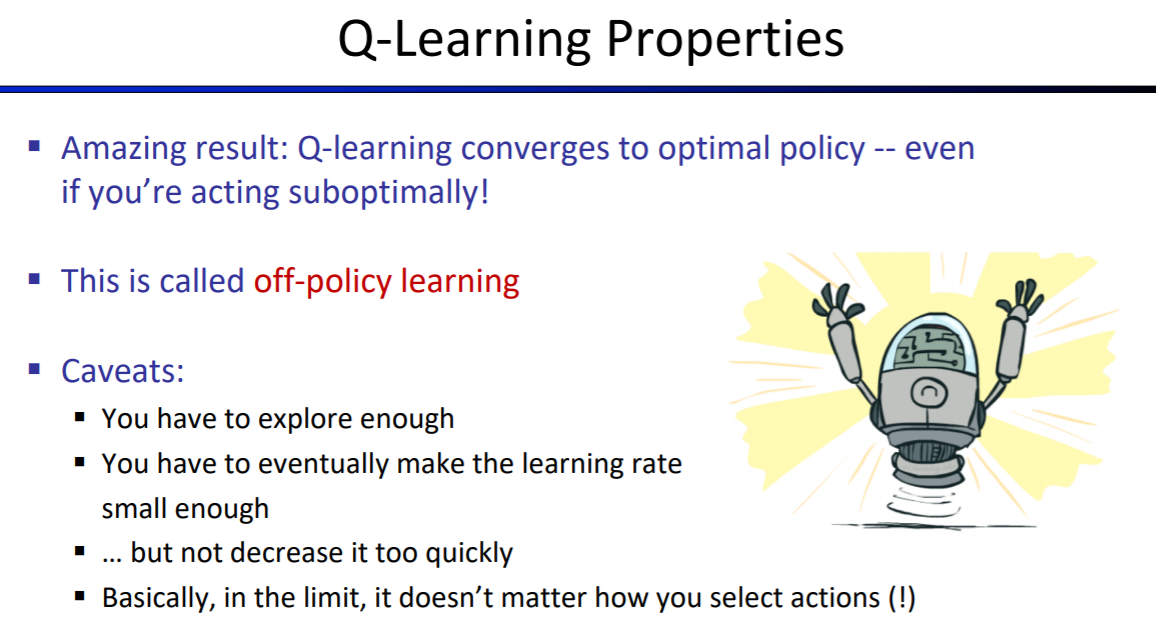 Q-Learning Properties
▪ Amazing result: Q-learning converges to optimal policy -- even
if you’re acting suboptimally!
▪ This is called off-policy learning
▪ Caveats:
▪ You have to explore enough
▪ You have to eventually make the learning rate
small enough
▪ … but not decrease it too quickly
▪ Basically, in the limit, it doesn’t matter how you select actions (!)